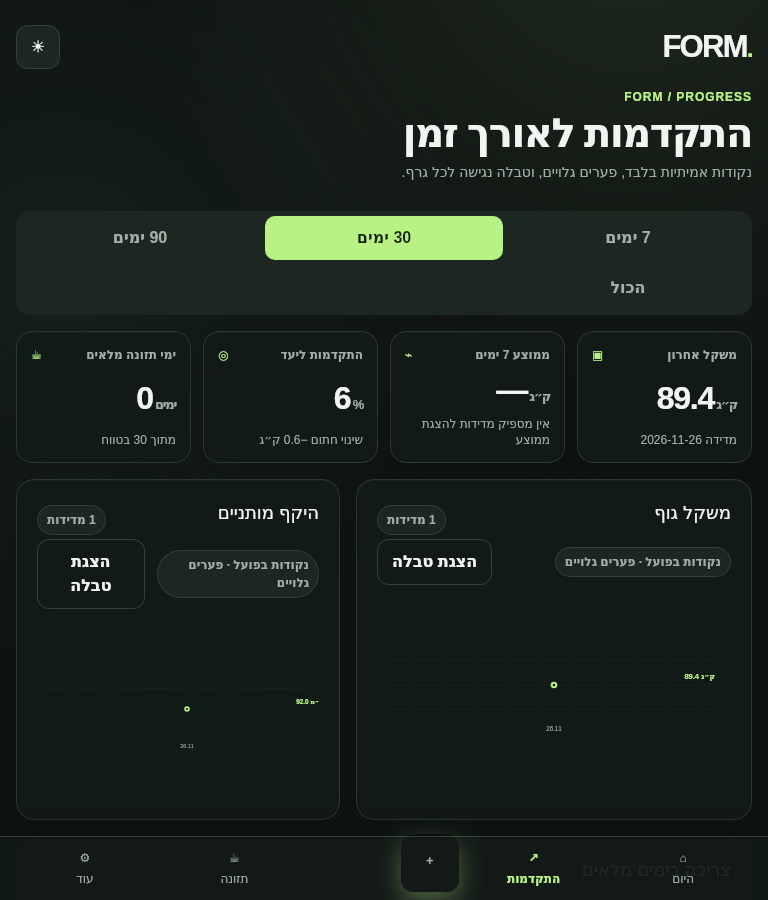 FORM.
FORM / PROGRESS
התקדמות לאורך זמן
נקודות אמיתיות בלבד, פערים גלויים, וטבלה נגישה לכל גרף.
7 ימים
30 ימים
90 ימים
הכול
משקל אחרון
89.4 ק״ג
מדידה 2026-11-26
ממוצע 7 ימים
— ק״ג
אין מספיק מדידות להצגת
ממוצע
התקדמות ליעד
6 %
שינוי חתום −0.6 ק״ג
ימי תזונה מלאים
0 ימים
מתוך 30 בטווח
משקל גוף
1 מדידות
נקודות בפועל · פערים גלויים
הצגת טבלה
89.4 ק״ג
26.11
היקף מותניים
1 מדידות
נקודות בפועל · פערים
גלויים
הצגת
טבלה
92.0
26.11
צריכה בימים מלאים
היום
התקדמות
+
תזונה
עוד